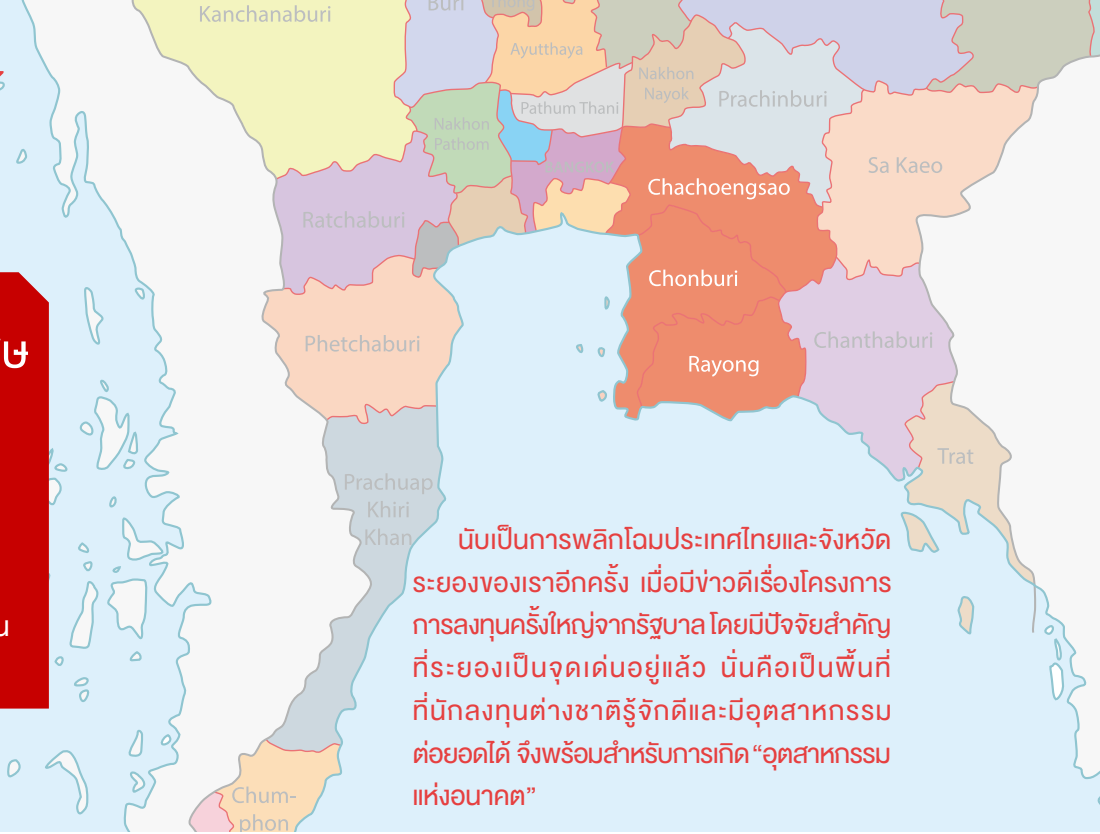 Kanchanaburi
Buri
Thong
Ayutthaya
Nakhon
Nayok
Pathum Thani
Prachinburi
Nakhon
Pathom
Sa Kaeo
Chachoengsao
Ratchaburi
Chonburi
Phetchaburi
Chanthaburi
Rayong
Trat
Prachuap
Khiri
Khan
นับเป็นการพลิกโฉมประเทศไทยและจังหวัด
ระยองของเราอีกครั้ง เมื่อมีข่าวดีเรื่องโครงการ
การลงทุนครั้งใหญ่จากรัฐบาล โดยมีปัจจัยสำคัญ
ที่ระยองเป็นจุดเด่นอยู่แล้ว นั่นคือเป็นพื้นที่
ที่นักลงทุนต่างชาติรู้จักดีและมีอุตสาหกรรม
ต่อยอดได้ จึงพร้อมสำหรับการเกิด “อุตสาหกรรม
แห่งอนาคต”
Chum-
phon